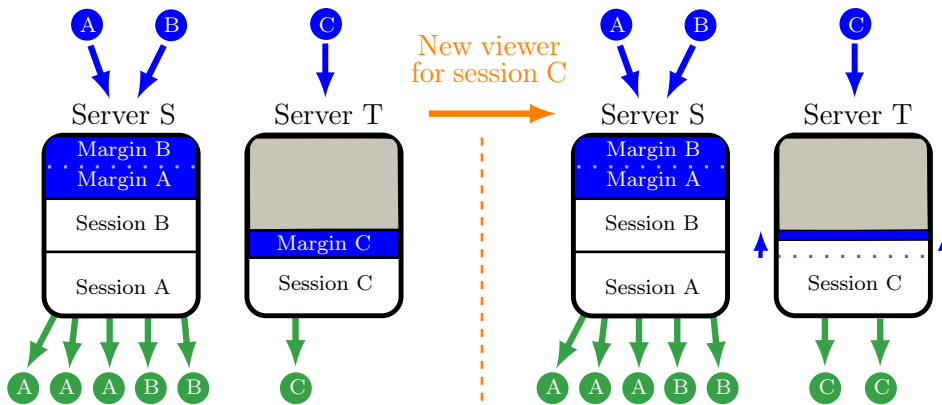 A B C
New viewer
for session C
A B C
Server S Server T
Server S Server T
Margin B
Margin A
Session B
Session A
Margin C
Session C
Margin B
Margin A
Session B
Session A
Session C
A A A B B C
A A A B B C C